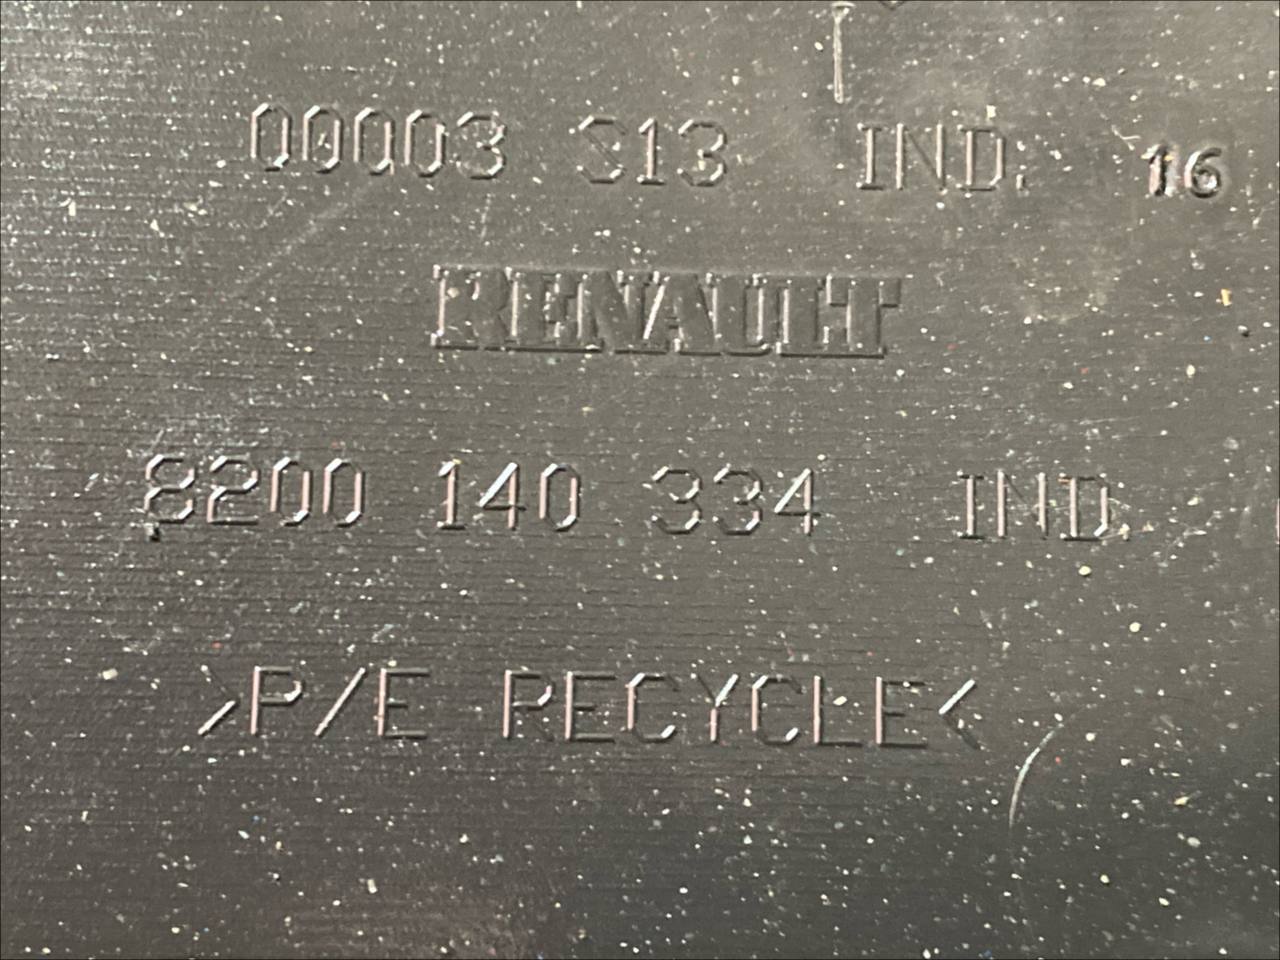 00003 313 IND: 16
RENAULT
8200 140 334 IND.
>P/E RECYCLE<